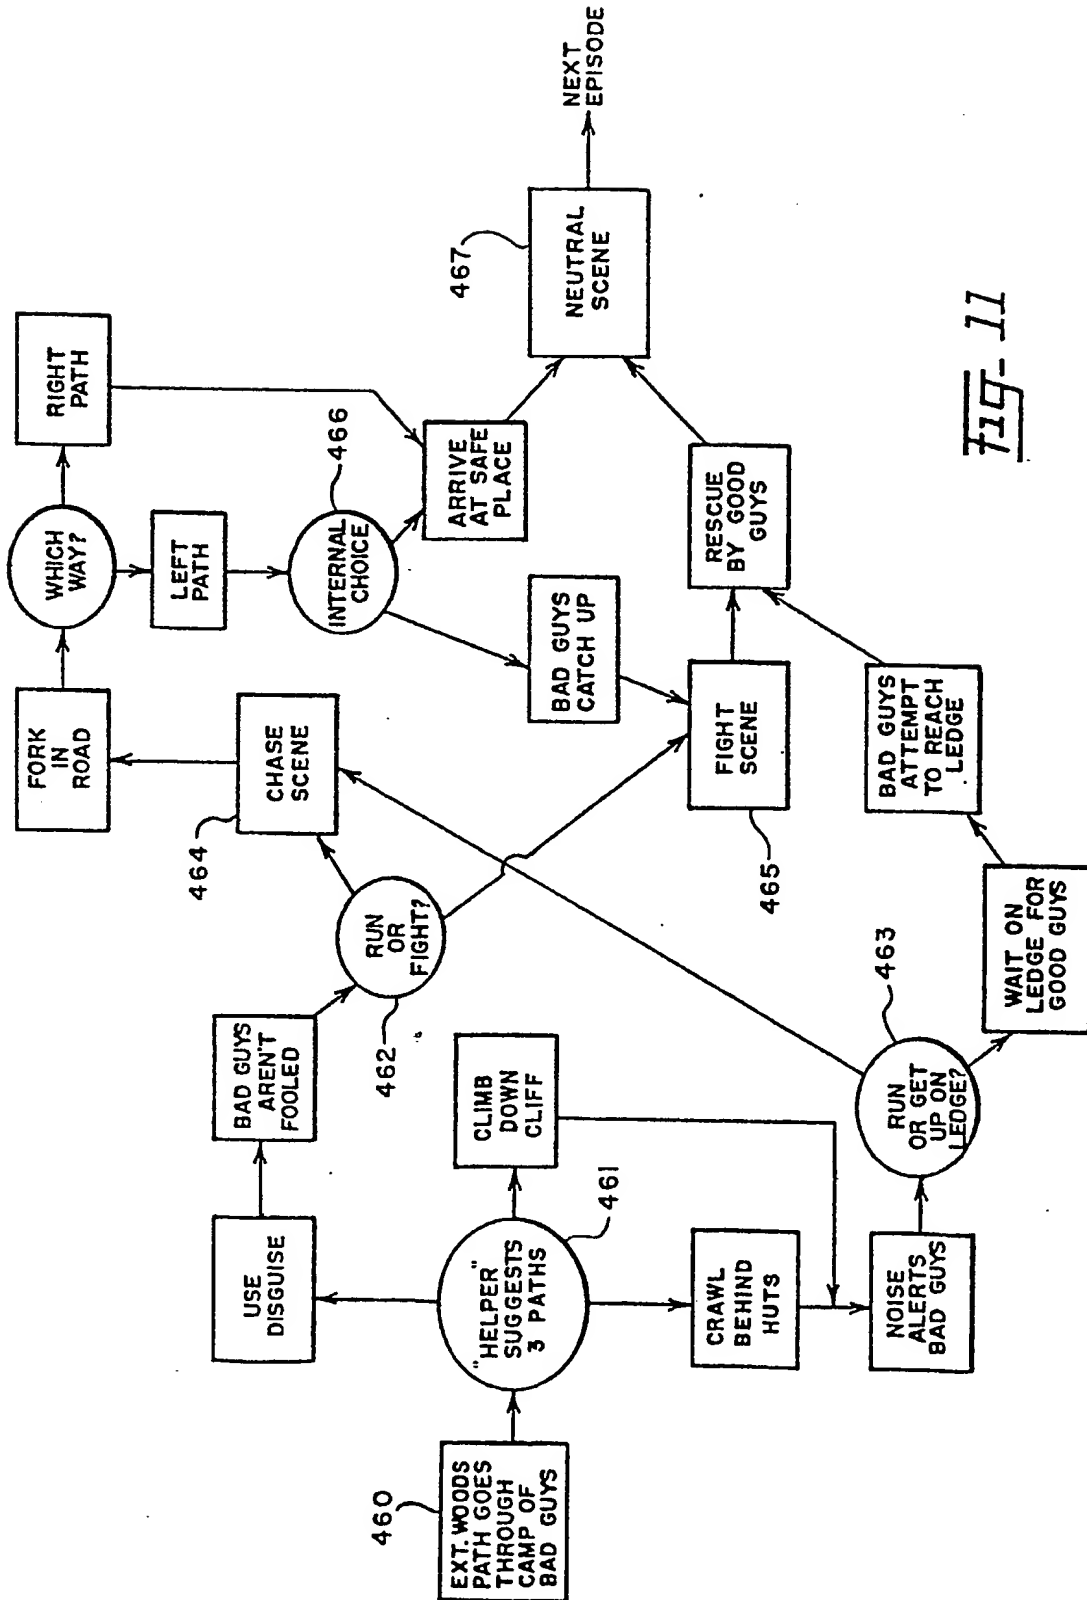 EXT. WOODS
PATH GOES
THROUGH
CAMP OF
BAD GUYS
460
"HELPER"
SUGGESTS
3 PATHS
461
USE
DISGUISE
BAD GUYS
AREN'T
FOOLED
CLIMB
DOWN
CLIFF
CRAWL
BEHIND
HUTS
NOISE
ALERTS
BAD GUYS
RUN
OR
FIGHT?
462
RUN
OR GET
UP ON
LEDGE?
463
CHASE
SCENE
464
FORK
IN
ROAD
WHICH
WAY?
RIGHT
PATH
LEFT
PATH
INTERNAL
CHOICE
466
ARRIVE
AT SAFE
PLACE
BAD GUYS
CATCH UP
FIGHT
SCENE
465
WAIT ON
LEDGE FOR
GOOD GUYS
BAD GUYS
ATTEMPT
TO REACH
LEDGE
RESCUE
BY GOOD
GUYS
NEUTRAL
SCENE
467
NEXT
EPISODE
Fig- 11